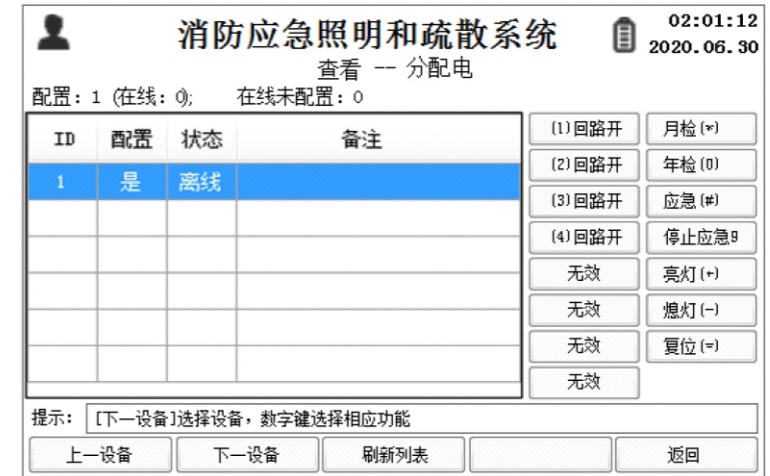 消防应急照明和疏散系统
02:01:12
2020.06.30
查看 -- 分配电
配置: 1 (在线: 0); 在线未配置: 0
ID 配置 状态 备注
1 是 离线
(1)回路开 月检(*)
(2)回路开 年检(0)
(3)回路开 应急(#)
(4)回路开 停止应急9
无效 亮灯(+)
无效 熄灯(-)
无效 复位(=)
无效
提示: [下一设备]选择设备，数字键选择相应功能
上一设备 下一设备 刷新列表 返回